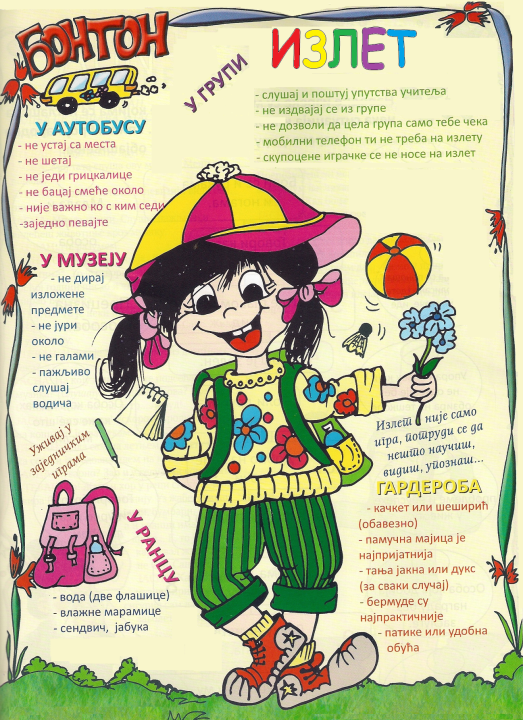 БОНТОН
ИЗЛЕТ
У ГРУПИ
- слушај и поштуј упутства учитеља
- не издвајај се из групе
- не дозволи да цела група само тебе чека
- мобилни телефон ти не треба на излету
- скупоцене играчке се не носе на излет
У АУТОБУСУ
- не устај са места
- не шетај
- не једи грицкалице
- не бацај смеће около
- није важно ко с ким седи
-заједно певајте
У МУЗЕЈУ
- не дирај
изложене
предмете
- не јури
около
- не галами
- пажљиво
слушај
водича
Уживај у
заједничким
играма
У РАНЦУ
- вода (две флашице)
- влажне марамице
- сендвич, јабука
Излет није само
игра, потруди се да
нешто научиш,
видиш, упознаш...
ГАРДЕРОБА
- качкет или шеширић
(обавезно)
- памучна мајица је
најпријатнија
- тања јакна или дукс
(за сваки случај)
- бермуде су
најпрактичније
- патике или удобна
обућа